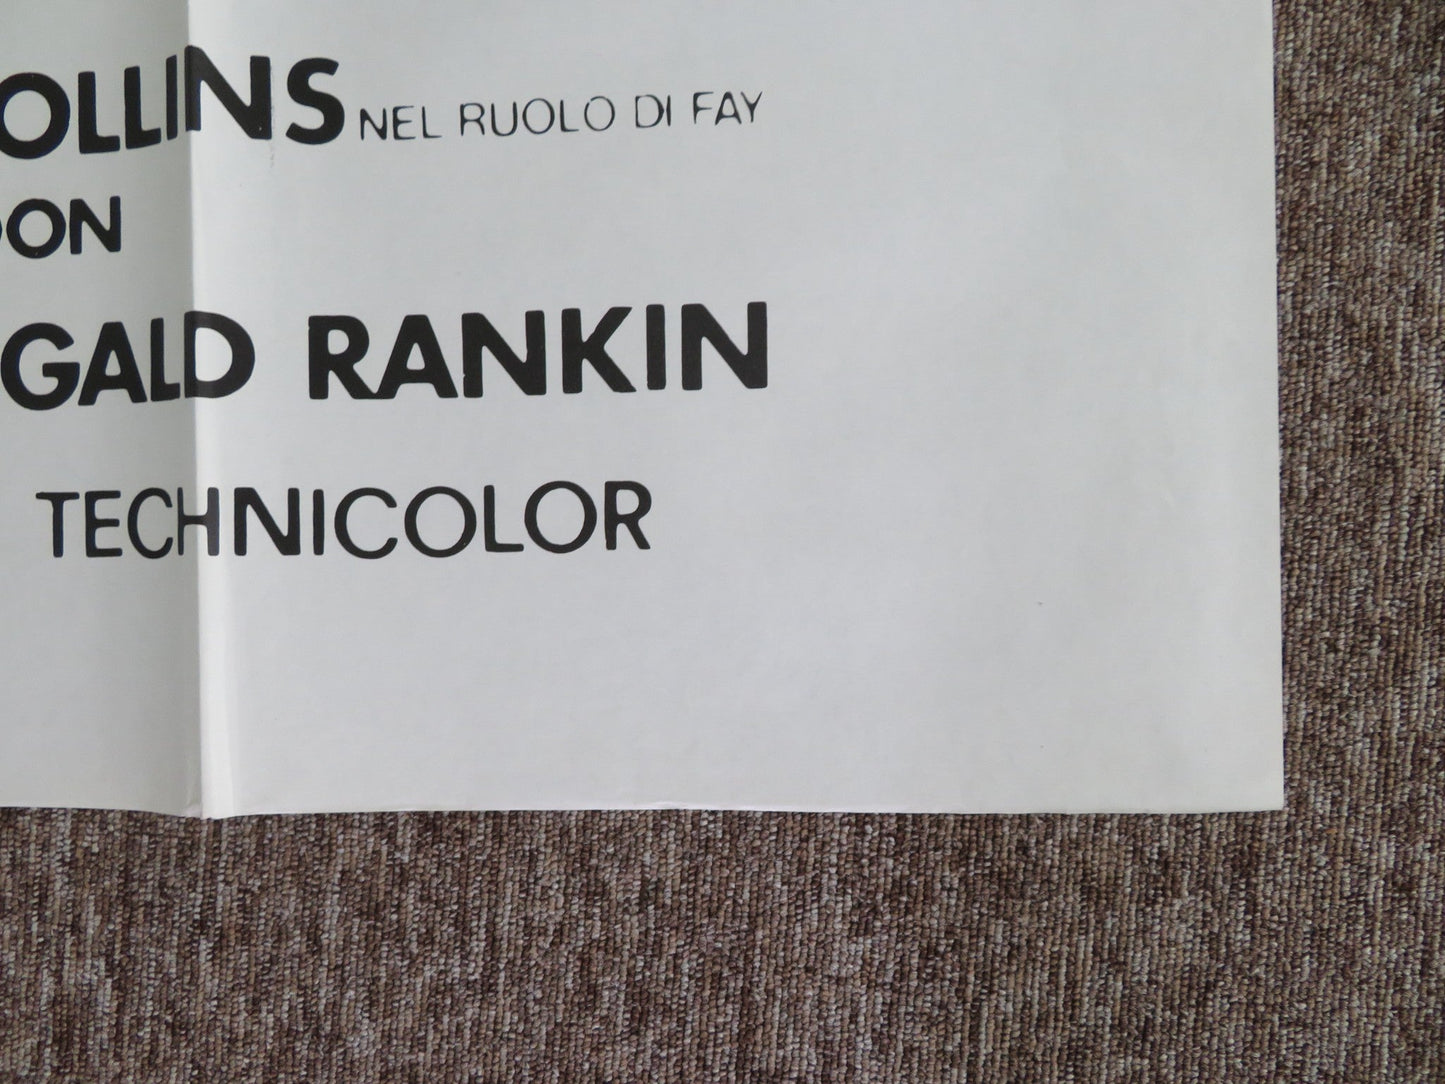 OLLINS NEL RUOLO DI FAY
DON
GALD RANKIN
TECHNICOLOR